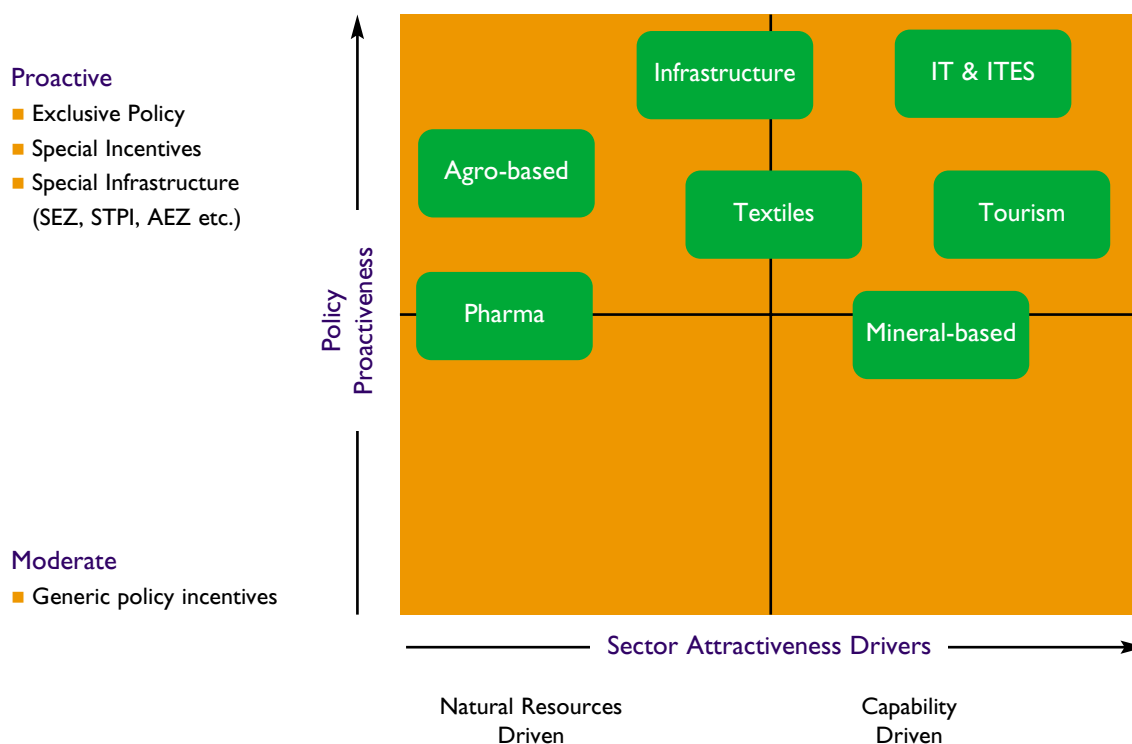 Proactive
Exclusive Policy
Special Incentives
Special Infrastructure
(SEZ, STPI, AEZ etc.)
Moderate
Generic policy incentives
Policy
Proactiveness
Infrastructure
IT & ITES
Agro-based
Textiles
Tourism
Pharma
Mineral-based
Sector Attractiveness Drivers
Natural Resources
Driven
Capability
Driven